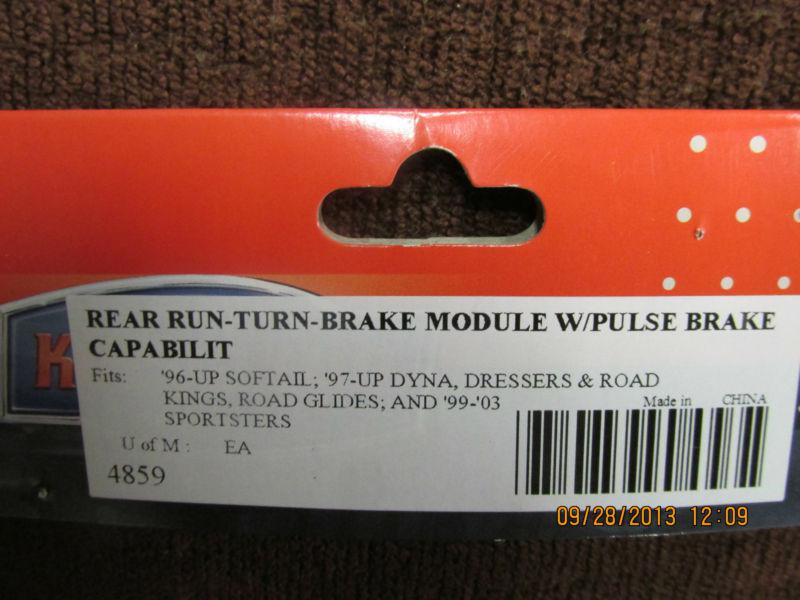 K
REAR RUN-TURN-BRAKE MODULE W/PULSE BRAKE
CAPABILIT
Fits: '96-UP SOFTAIL; '97-UP DYNA, DRESSERS & ROAD
KINGS, ROAD GLIDES; AND '99-'03
SPORTSTERS
Made in CHINA
U of M : EA
4859
09/28/2013 12:09